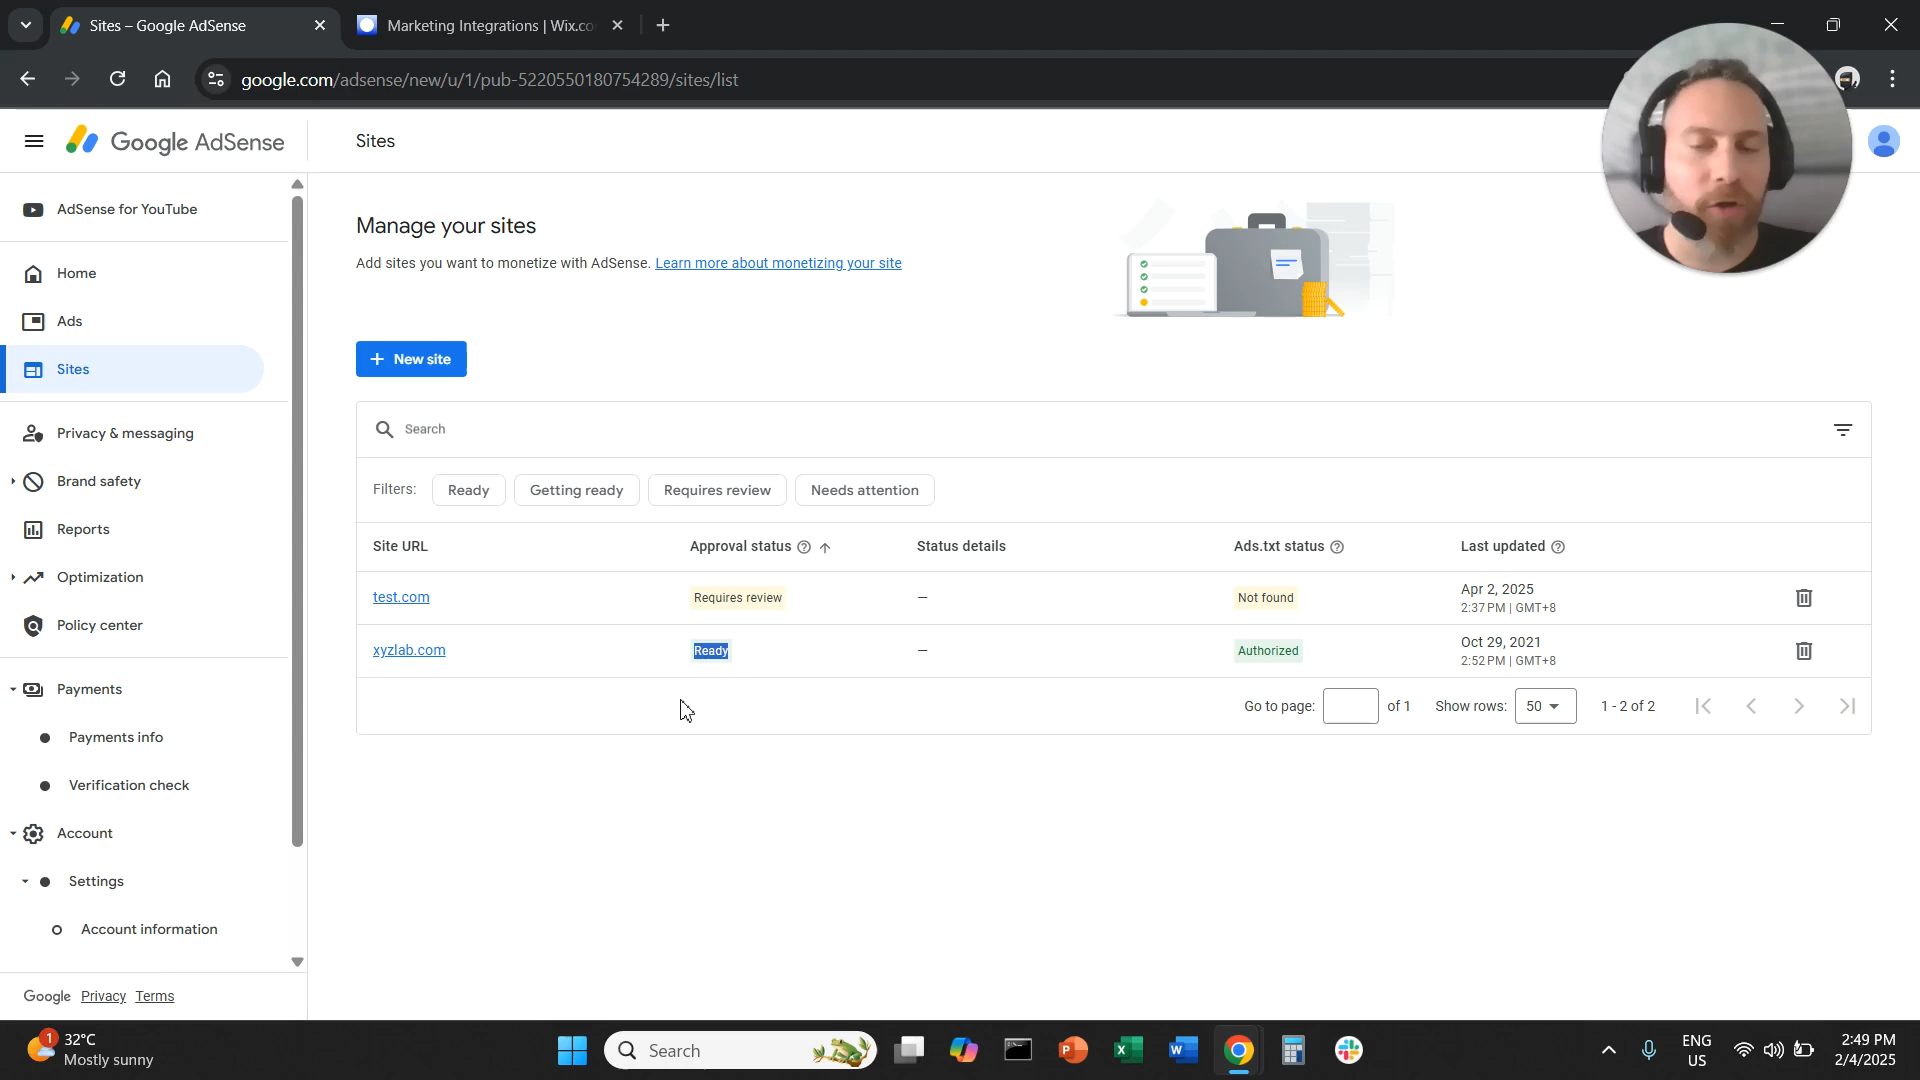 Sites – Google AdSense
Marketing Integrations | Wix.co
google.com/adsense/new/u/1/pub-5220550180754289/sites/list
Google AdSense
Sites
AdSense for YouTube
Home
Ads
Sites
Privacy & messaging
Brand safety
Reports
Optimization
Policy center
Payments
Payments info
Verification check
Account
Settings
Account information
Google Privacy Terms
Manage your sites
Add sites you want to monetize with AdSense. Learn more about monetizing your site
+ New site
Search
Filters: Ready Getting ready Requires review Needs attention
Site URL Approval status Status details Ads.txt status Last updated
test.com Requires review – Not found Apr 2, 2025
2:37 PM | GMT+8
xyzlab.com Ready – Authorized Oct 29, 2021
2:52 PM | GMT+8
Go to page: of 1 Show rows: 50 1 - 2 of 2
1
32°C
Mostly sunny
Search
ENG
US
2:49 PM
2/4/2025